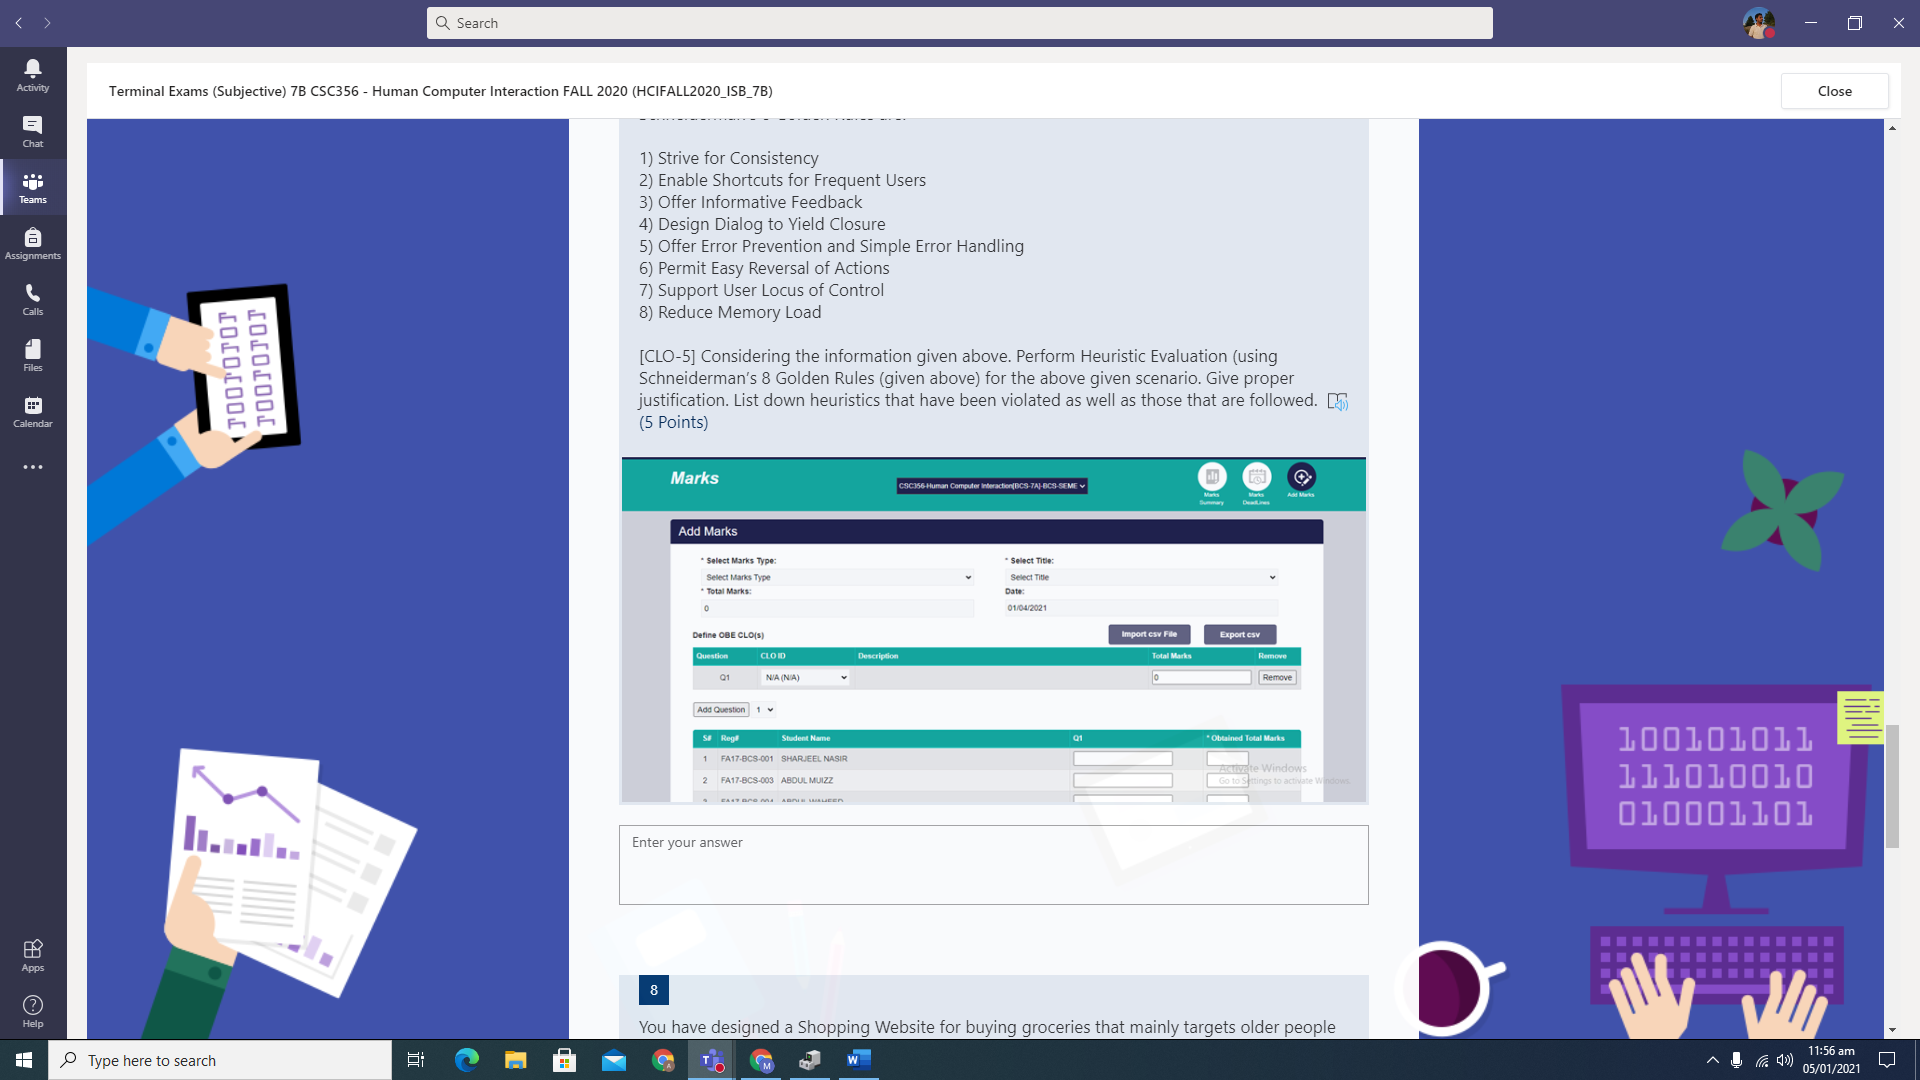 Search
Activity
Chat
Teams
Assignments
Calls
Files
Calendar
Apps
Help
Terminal Exams (Subjective) 7B CSC356 - Human Computer Interaction FALL 2020 (HCIFALL2020_ISB_7B)
Close
1) Strive for Consistency
2) Enable Shortcuts for Frequent Users
3) Offer Informative Feedback
4) Design Dialog to Yield Closure
5) Offer Error Prevention and Simple Error Handling
6) Permit Easy Reversal of Actions
7) Support User Locus of Control
8) Reduce Memory Load
[CLO-5] Considering the information given above. Perform Heuristic Evaluation (using
Schneiderman's 8 Golden Rules (given above) for the above given scenario. Give proper
justification. List down heuristics that have been violated as well as those that are followed.
(5 Points)
Marks
CSC356-Human Computer Interaction[BCS-7A]-BCS-SEME
Marks Summary
Marks DeadLines
Add Marks
Add Marks
* Select Marks Type:
* Select Title:
Select Marks Type
Select Title
* Total Marks:
Date:
0
01/04/2021
Define OBE CLO(s)
Import csv File
Export csv
Question CLO ID Description Total Marks Remove
Q1 N/A (N/A) 0 Remove
Add Question 1
S# Reg# Student Name Q1 * Obtained Total Marks
1 FA17-BCS-001 SHARJEEL NASIR
2 FA17-BCS-003 ABDUL MUIZZ
Activate Windows
Go to Settings to activate Windows.
Enter your answer
8
You have designed a Shopping Website for buying groceries that mainly targets older people
100101011
111010010
010001101
Type here to search
11:56 am
05/01/2021